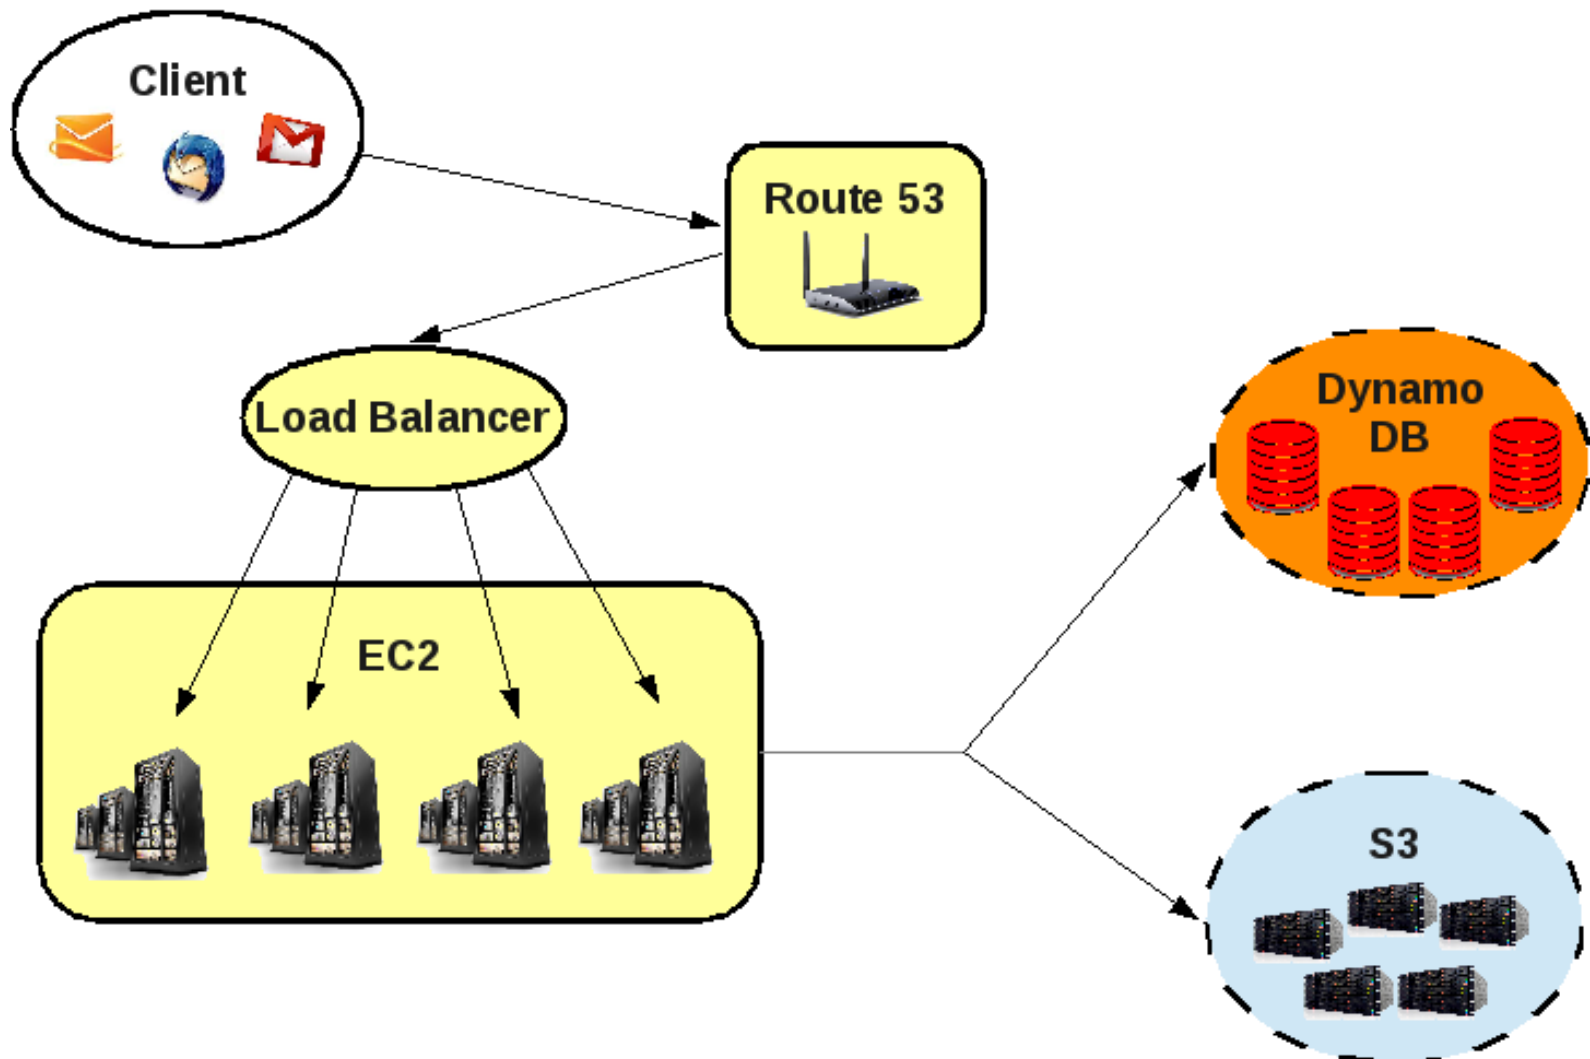 Client
Route 53
Load Balancer
Dynamo
DB
EC2
S3